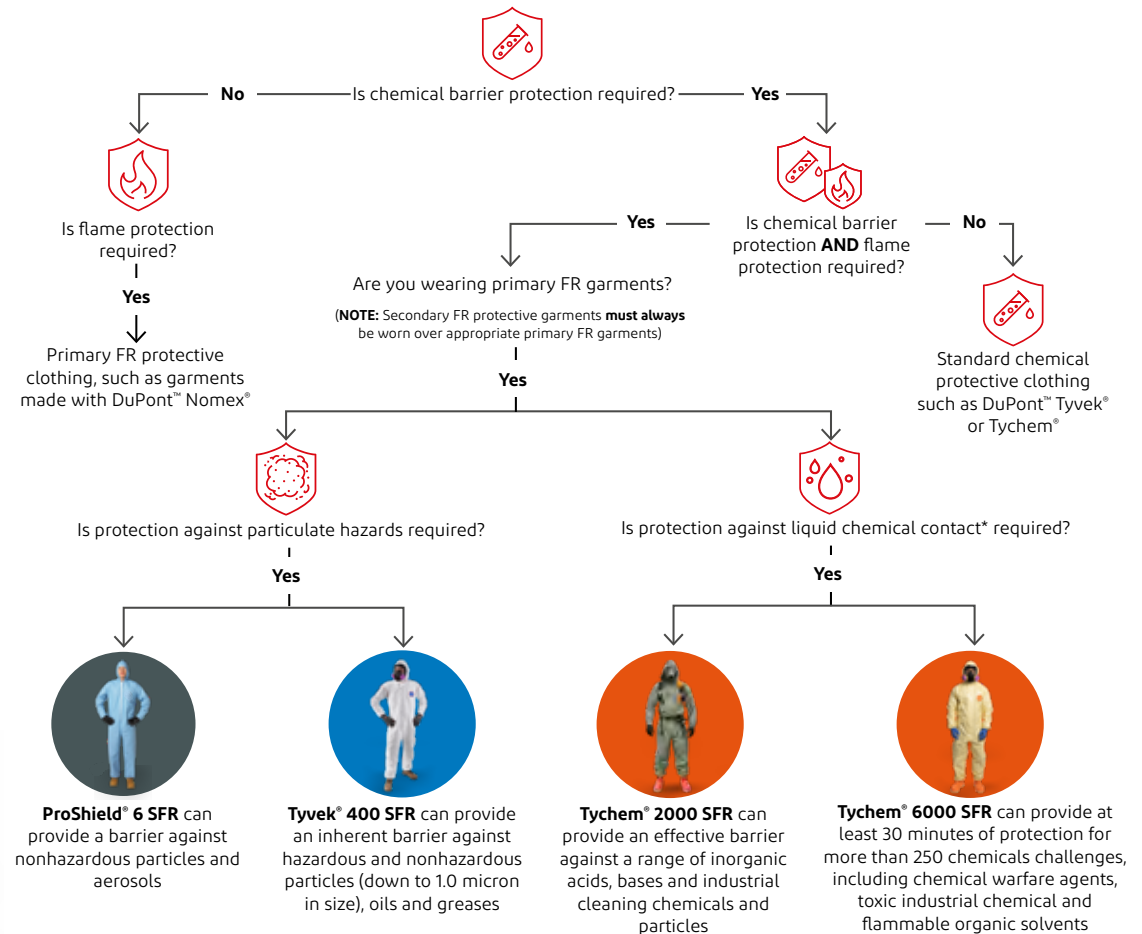 No
Is chemical barrier protection required?
Yes
Is flame protection
required?
Yes
Primary FR protective
clothing, such as garments
made with DuPont™ Nomex®
Is chemical barrier
protection AND flame
protection required?
Yes
No
Are you wearing primary FR garments?
(NOTE: Secondary FR protective garments must always
be worn over appropriate primary FR garments)
Yes
Standard chemical
protective clothing
such as DuPont™ Tyvek®
or Tychem®
Is protection against particulate hazards required?
Yes
Is protection against liquid chemical contact* required?
Yes
ProShield® 6 SFR can
provide a barrier against
nonhazardous particles and
aerosols
Tyvek® 400 SFR can provide
an inherent barrier against
hazardous and nonhazardous
particles (down to 1.0 micron
in size), oils and greases
Tychem® 2000 SFR can
provide an effective barrier
against a range of inorganic
acids, bases and industrial
cleaning chemicals and
particles
Tychem® 6000 SFR can provide at
least 30 minutes of protection for
more than 250 chemicals challenges,
including chemical warfare agents,
toxic industrial chemical and
flammable organic solvents